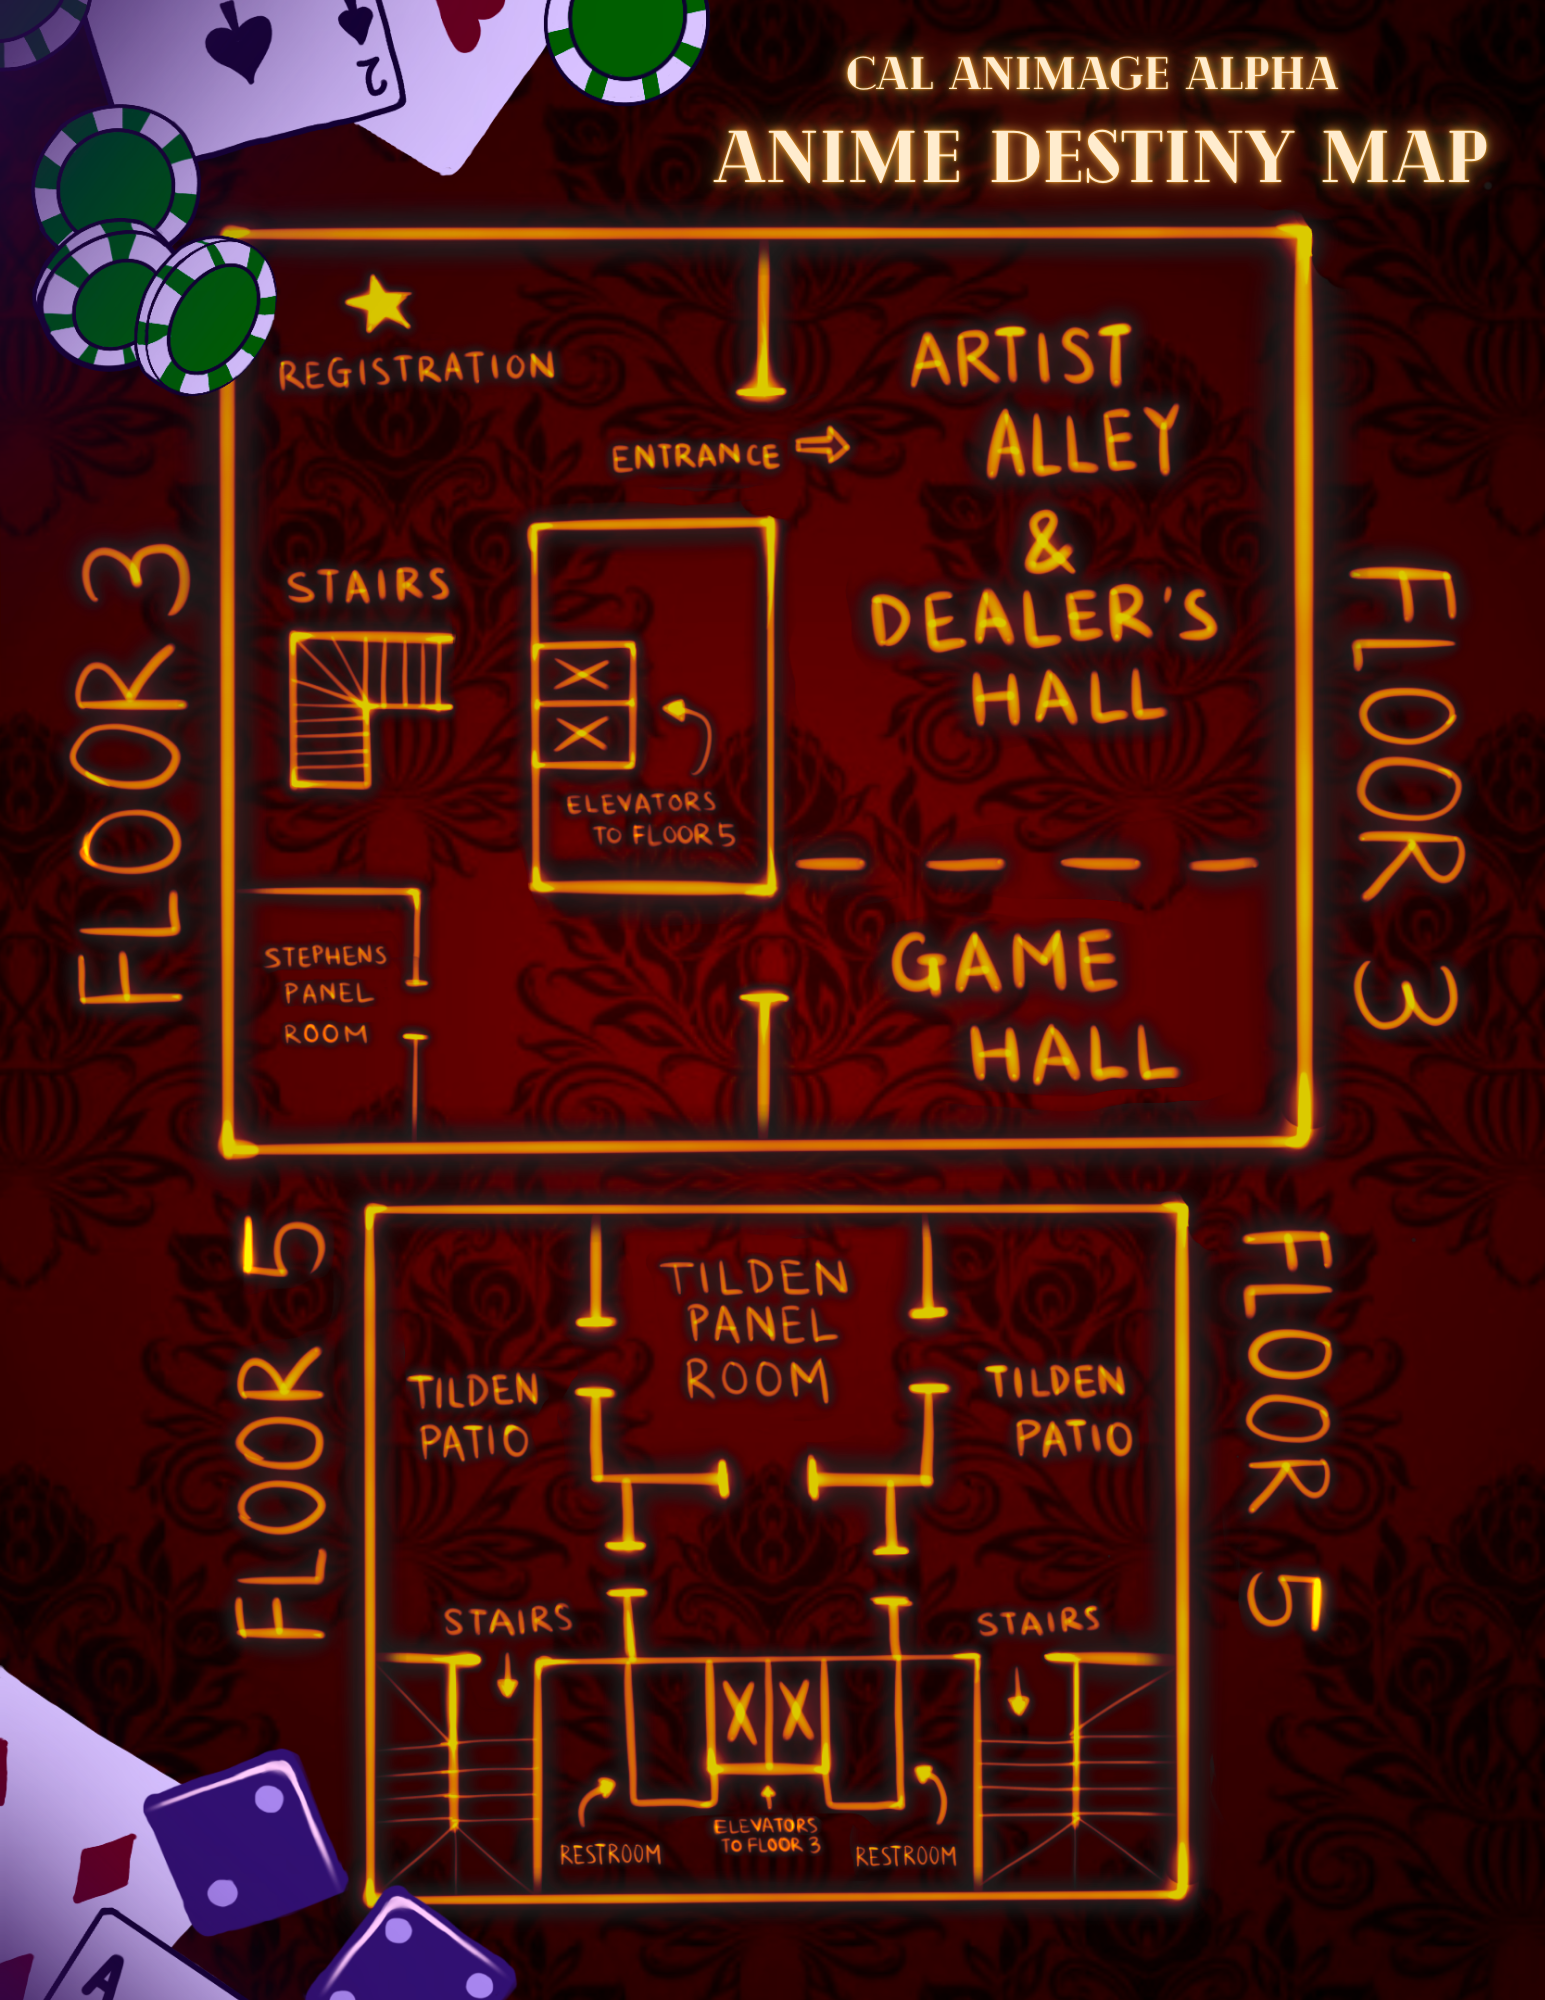 2
CAL ANIMAGE ALPHA
ANIME DESTINY MAP
REGISTRATION
ENTRANCE
ARTIST
ALLEY
&
DEALER'S
HALL
FLOOR 3
STAIRS
ELEVATORS
TO FLOOR 5
FLOOR 3
STEPHENS
PANEL
ROOM
GAME
HALL
FLOOR 5
TILDEN
PANEL
ROOM
TILDEN
PATIO
TILDEN
PATIO
FLOOR 5
STAIRS
STAIRS
RESTROOM
ELEVATORS
TO FLOOR 3
RESTROOM
A